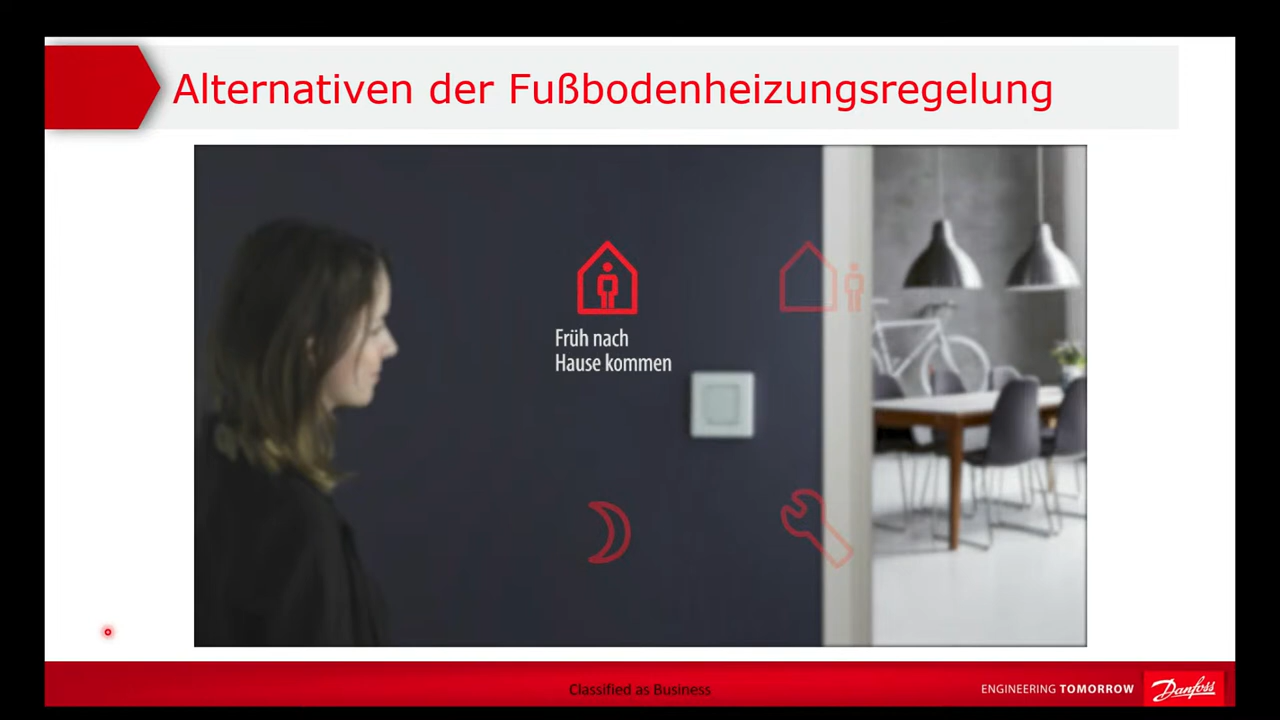 Alternativen der Fußbodenheizungsregelung
Früh nach
Hause kommen
Classified as Business
ENGINEERING TOMORROW
Danfoss